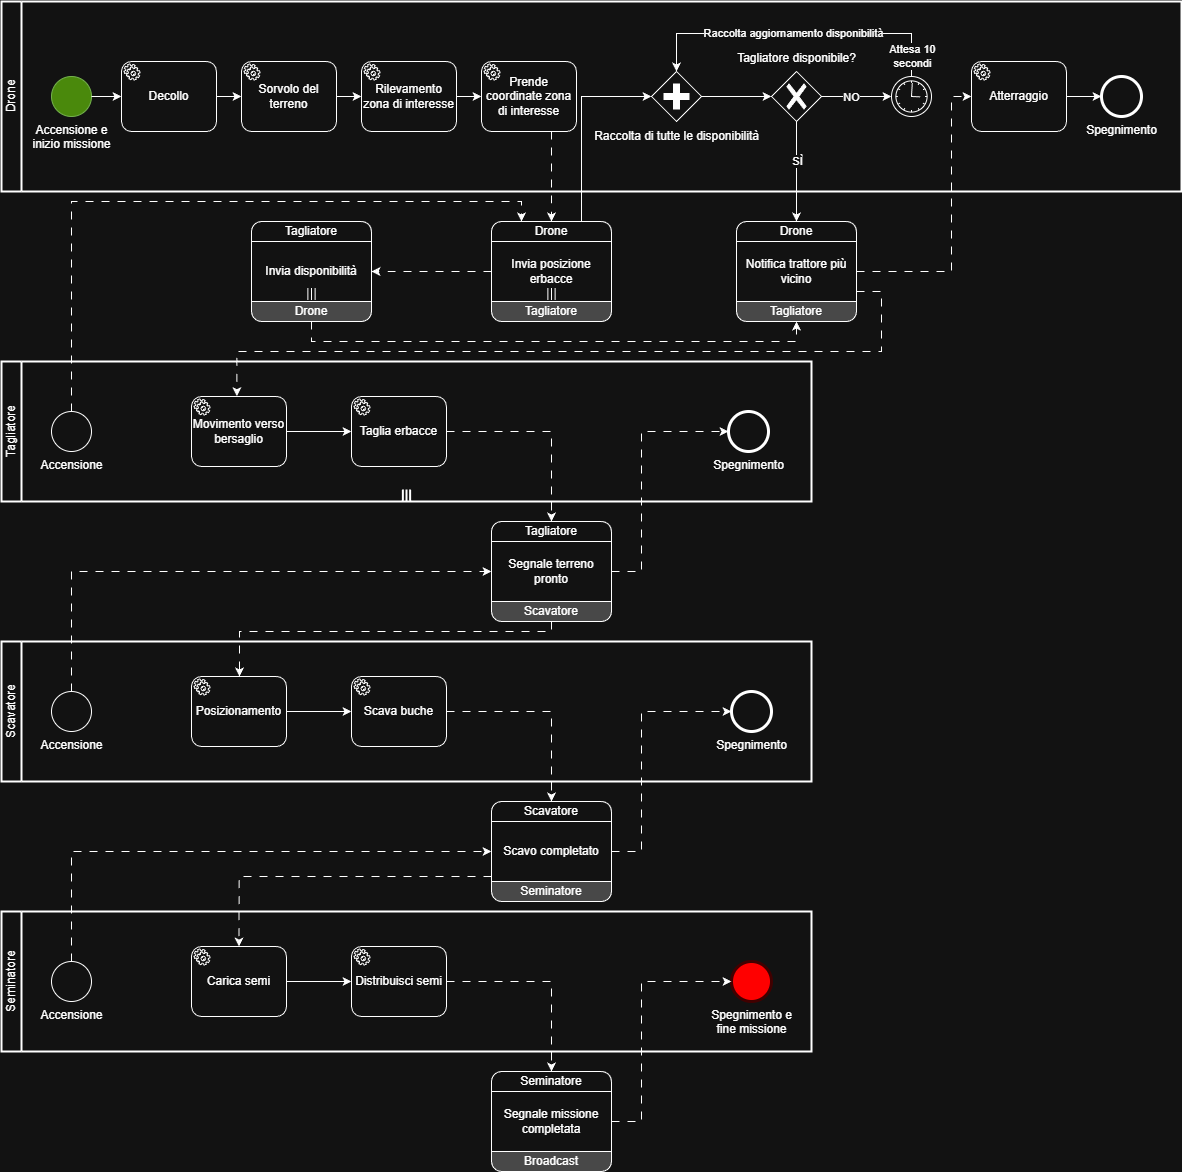 Drone
Raccolta aggiornamento disponibilità
Attesa 10
secondi
Tagliatore disponibile?
Decollo
Sorvolo del
terreno
Rilevamento
zona di interesse
Prende
coordinate zona
di interesse
NO
Atterraggio
Accensione e
inizio missione
Raccolta di tutte le disponibilità
Spegnimento
SÌ
Tagliatore
Invia disponibilità
Drone
Drone
Invia posizione
erbacce
Tagliatore
Drone
Notifica trattore più
vicino
Tagliatore
Tagliatore
Accensione
Movimento verso
bersaglio
Taglia erbacce
Spegnimento
Tagliatore
Segnale terreno
pronto
Scavatore
Scavatore
Accensione
Posizionamento
Scava buche
Spegnimento
Scavatore
Scavo completato
Seminatore
Seminatore
Accensione
Carica semi
Distribuisci semi
Spegnimento e
fine missione
Seminatore
Segnale missione
completata
Broadcast